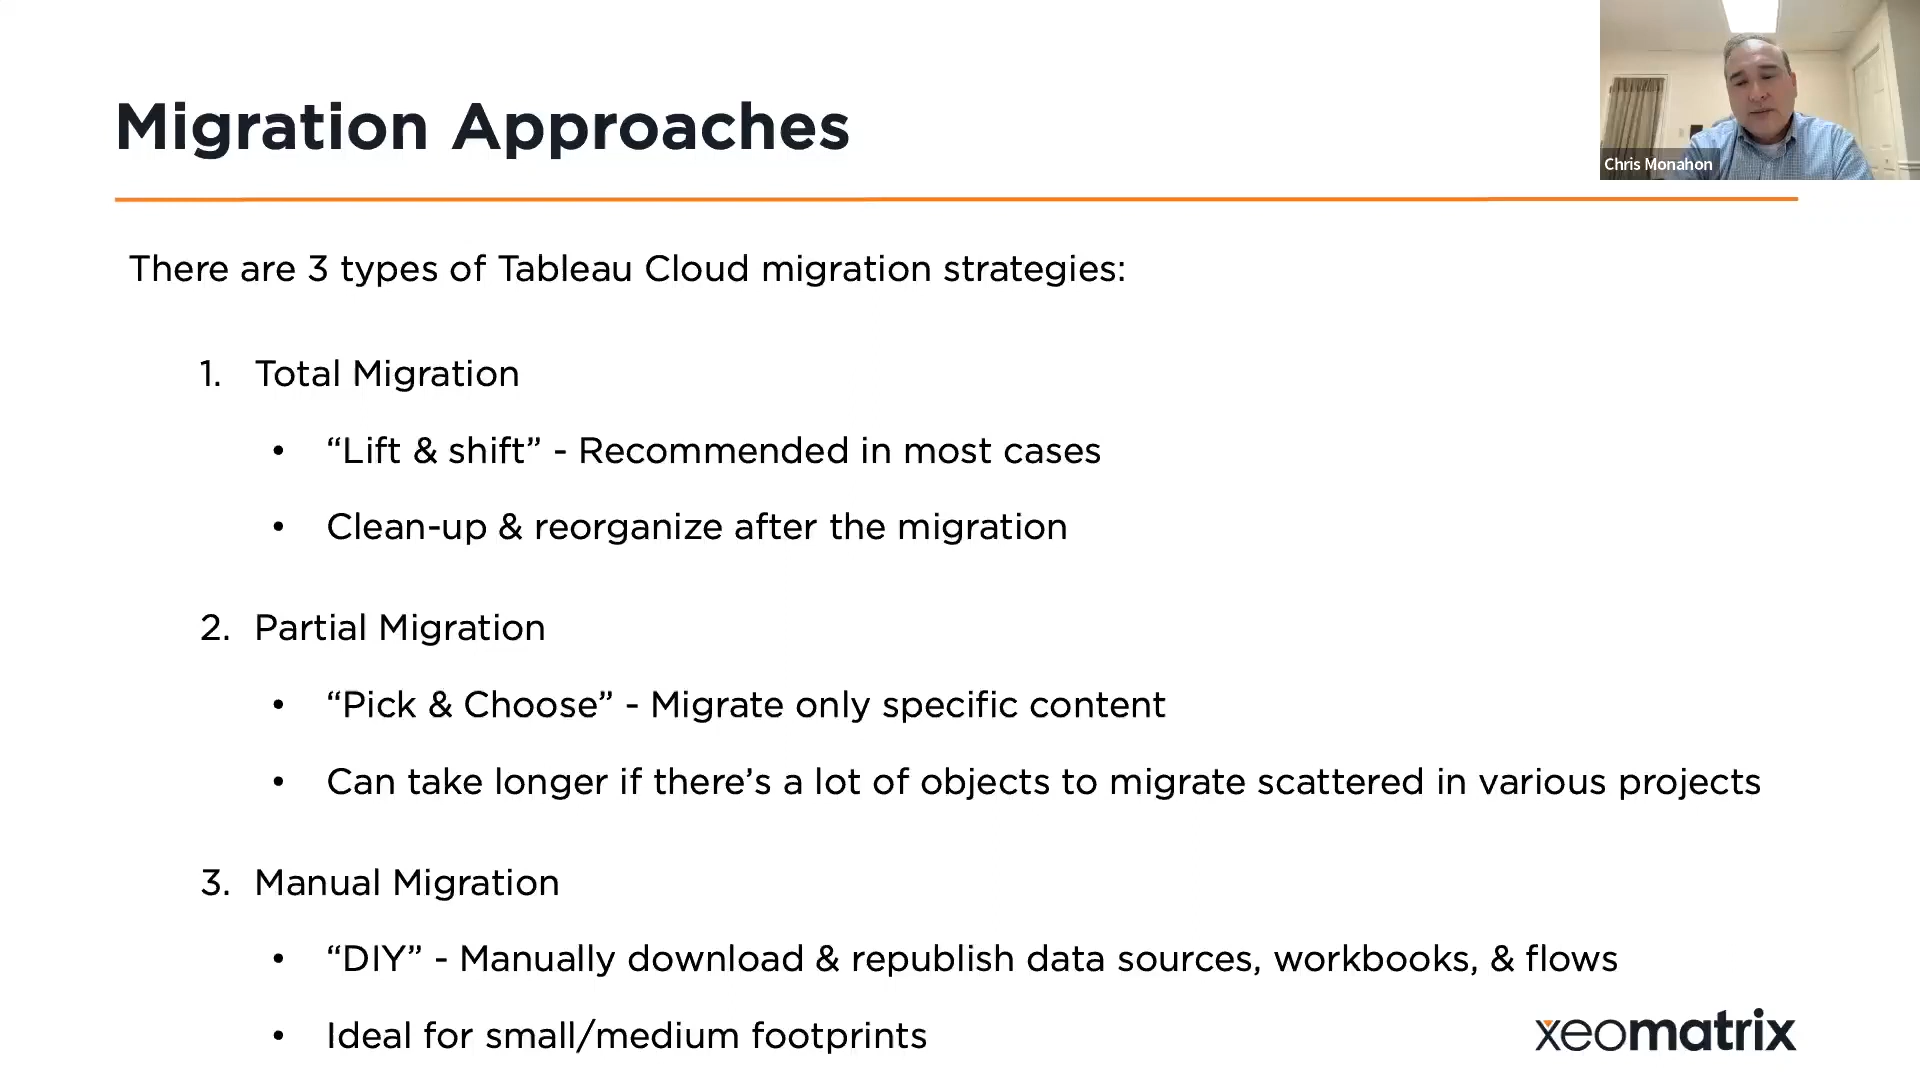 Migration Approaches
Chris Monahon
There are 3 types of Tableau Cloud migration strategies:
1. Total Migration
• “Lift & shift” - Recommended in most cases
• Clean-up & reorganize after the migration
2. Partial Migration
• “Pick & Choose” - Migrate only specific content
• Can take longer if there’s a lot of objects to migrate scattered in various projects
3. Manual Migration
• “DIY” - Manually download & republish data sources, workbooks, & flows
• Ideal for small/medium footprints
xeomatrix